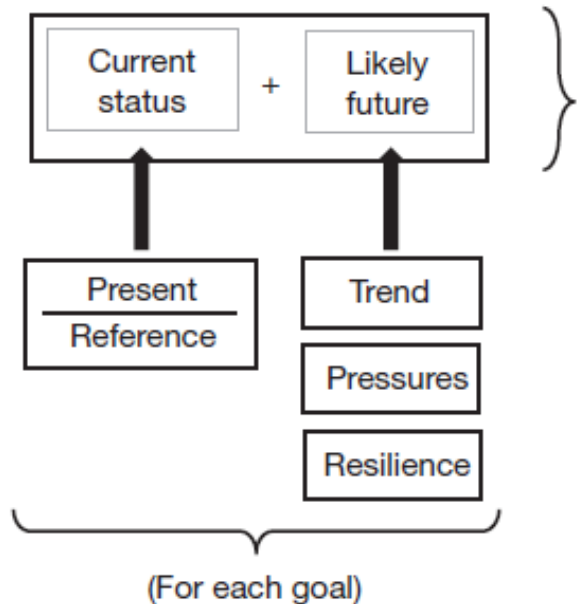 Current
status
+
Likely
future
Present
Reference
Trend
Pressures
Resilience
(For each goal)